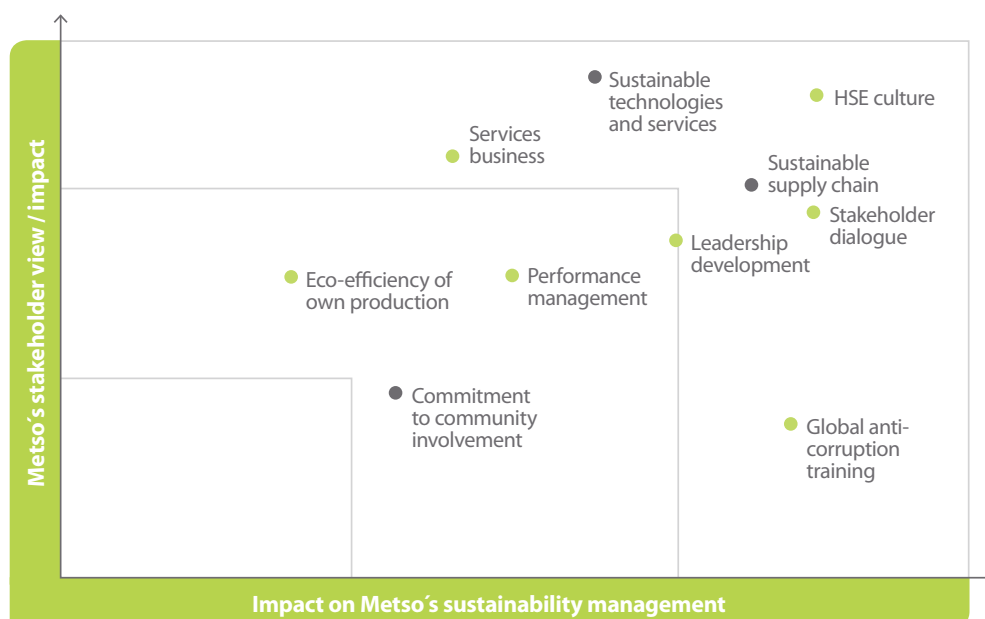 Metso´s stakeholder view / impact
Sustainable
technologies
and services
HSE culture
Services
business
Sustainable
supply chain
Stakeholder
dialogue
Leadership
development
Eco-efficiency of
own production
Performance
management
Commitment
to community
involvement
Global anti-
corruption
training
Impact on Metso´s sustainability management